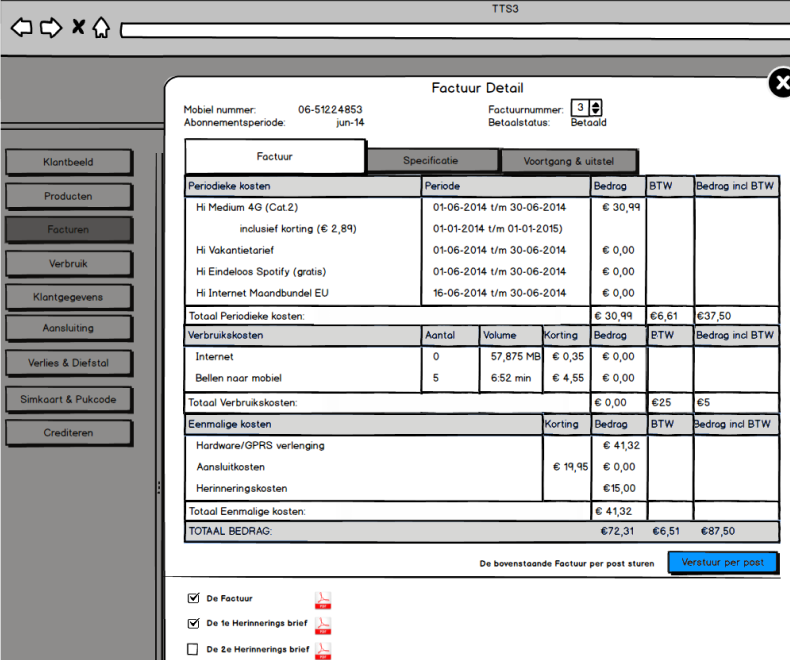 TTS3
Factuur Detail
Mobiel nummer: 06-51224853 Factuurnummer: 3
Abonnementsperiode: jun-14 Betaalstatus: Betaald
Factuur Specificatie Voortgang & uitstel
Klantbeeld
Producten
Facturen
Verbruik
Klantgegevens
Aansluiting
Verlies & Diefstal
Simkaart & Pukcode
Crediteren
Periodieke kosten Periode Bedrag BTW Bedrag incl BTW
Hi Medium 4G (Cat.2) 01-06-2014 t/m 30-06-2014 € 30,99
inclusief korting (€ 2,89) 01-01-2014 t/m 01-01-2015)
Hi Vakantietarief 01-06-2014 t/m 30-06-2014 € 0,00
Hi Eindeloos Spotify (gratis) 01-06-2014 t/m 30-06-2014 € 0,00
Hi Internet Maandbundel EU 16-06-2014 t/m 30-06-2014 € 0,00
Totaal Periodieke kosten: € 30,99 €6,61 €37,50
Verbruikskosten Aantal Volume Korting Bedrag BTW Bedrag incl BTW
Internet 0 57,875 MB € 0,35 € 0,00
Bellen naar mobiel 5 6:52 min € 4,55 € 0,00
Totaal Verbruikskosten: € 0,00 €25 €5
Eenmalige kosten Korting Bedrag BTW Bedrag incl BTW
Hardware/GPRS verlenging € 41,32
Aansluitkosten € 19,95 € 0,00
Herinneringskosten €15,00
Totaal Eenmalige kosten: € 41,32
TOTAAL BEDRAG: €72,31 €6,51 €87,50
De bovenstaande Factuur per post sturen Verstuur per post
De Factuur PDF
De 1e Herinnerings brief PDF
De 2e Herinnerings brief PDF